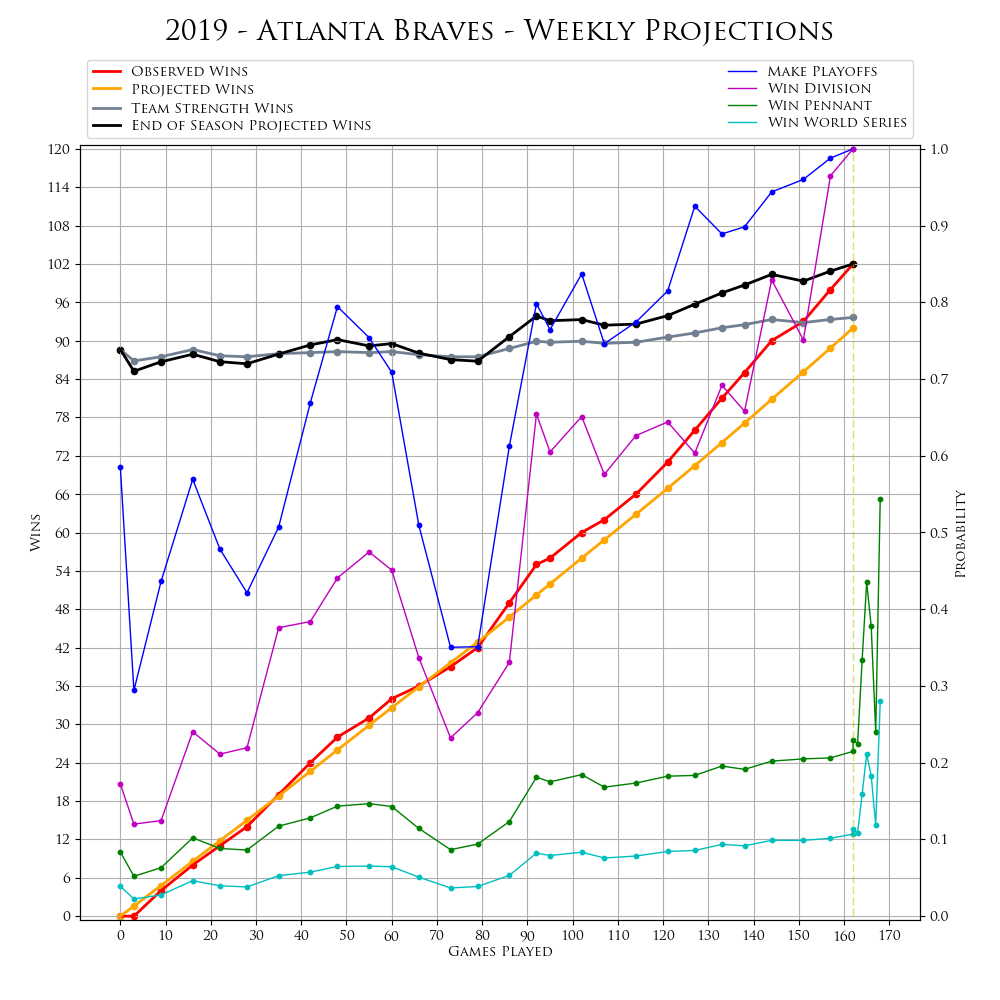 2019 - Atlanta Braves - Weekly Projections
Observed Wins
Projected Wins
Team Strength Wins
End of Season Projected Wins
Make Playoffs
Win Division
Win Pennant
Win World Series
120
114
108
102
96
90
84
78
72
66
60
54
48
42
36
30
24
18
12
6
0
Wins
1.0
0.9
0.8
0.7
0.6
0.5
0.4
0.3
0.2
0.1
0.0
Probability
0 10 20 30 40 50 60 70 80 90 100 110 120 130 140 150 160 170
Games Played